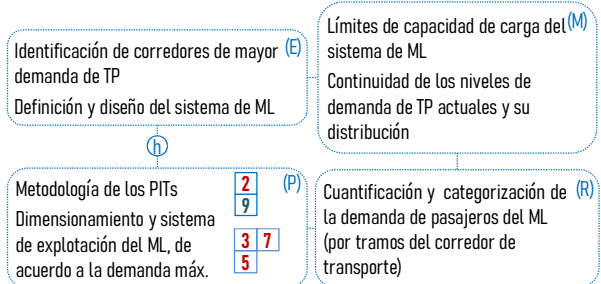 Identificación de corredores de mayor (E)
demanda de TP
Definición y diseño del sistema de ML
Límites de capacidad de carga del (M)
sistema de ML
Continuidad de los niveles de
demanda de TP actuales y su
distribución
h
Metodología de los PITs 2 (P)
9
Dimensionamiento y sistema
de explotación del ML, de 3 7
acuerdo a la demanda máx. 5
Cuantificación y categorización de (R)
la demanda de pasajeros del ML
(por tramos del corredor de
transporte)